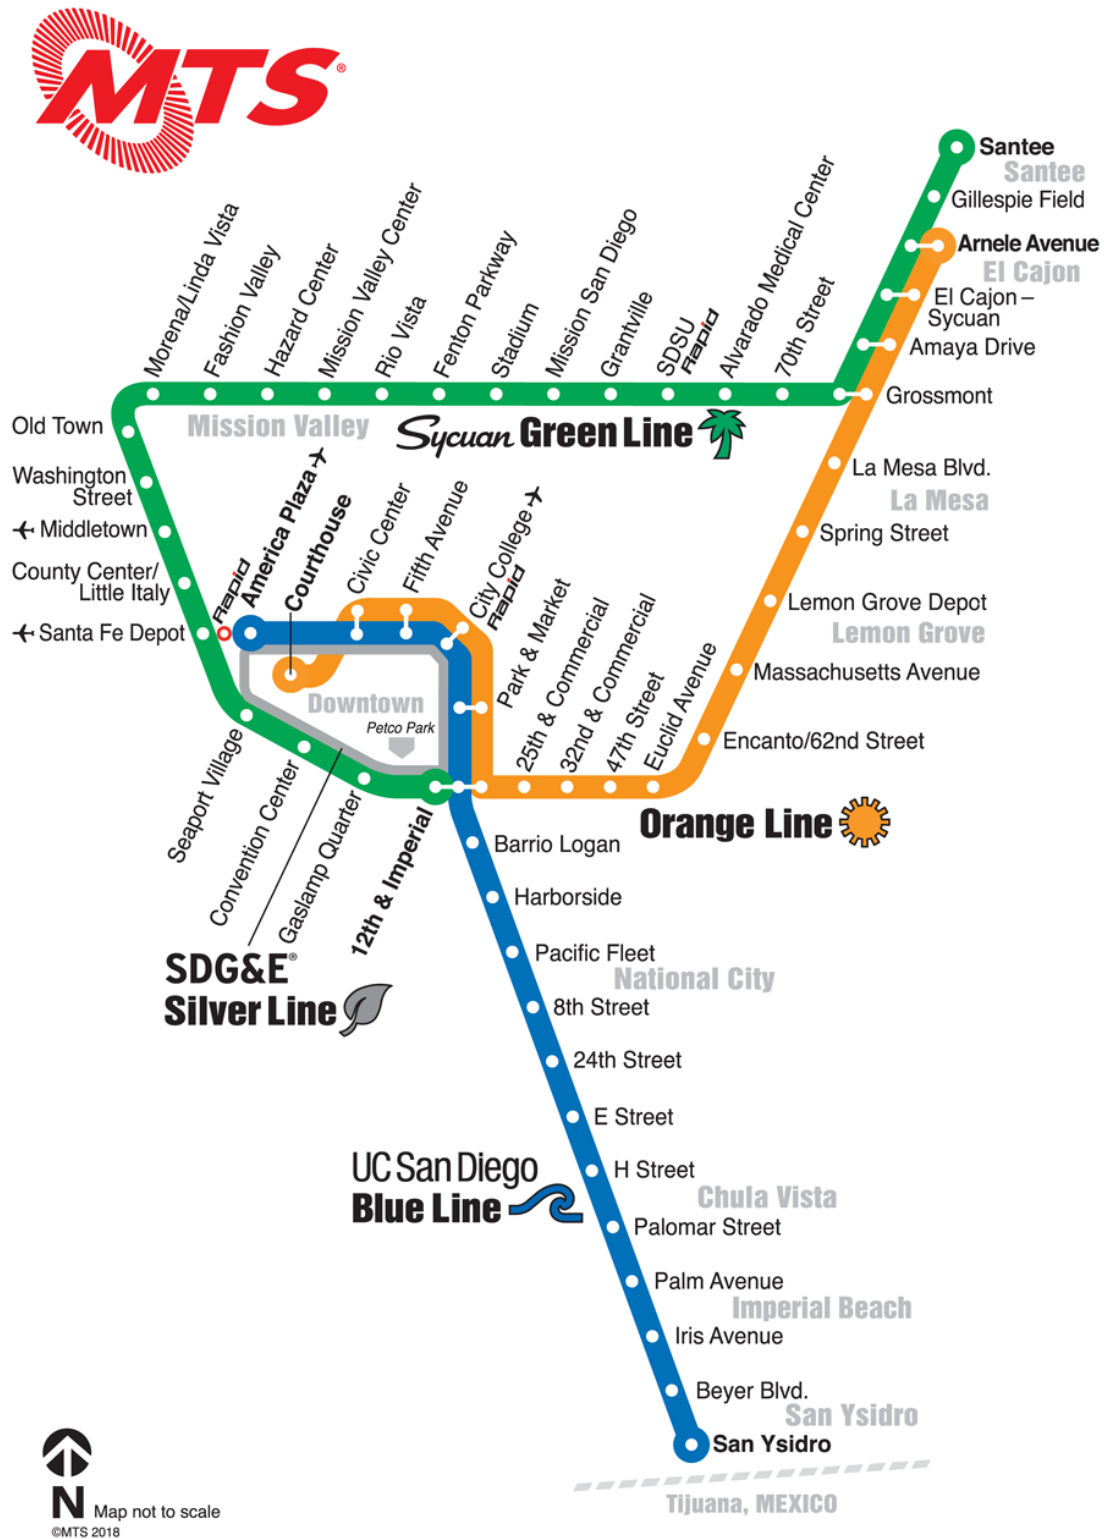 MTS®
Santee
Santee
Gillespie Field
Arnele Avenue
El Cajon
El Cajon–
Sycuan
Amaya Drive
Grossmont
Morena/Linda Vista
Fashion Valley
Hazard Center
Mission Valley Center
Rio Vista
Fenton Parkway
Stadium
Mission San Diego
Grantville
SDSU
Rapid
Alvarado Medical Center
70th Street
Mission Valley
Sycuan Green Line
Old Town
Washington
Street
Middletown
County Center/
Little Italy
Santa Fe Depot
Rapid
America Plaza
Courthouse
Civic Center
Fifth Avenue
City College
Rapid
Park & Market
25th & Commercial
32nd & Commercial
47th Street
Euclid Avenue
La Mesa Blvd.
La Mesa
Spring Street
Lemon Grove Depot
Lemon Grove
Massachusetts Avenue
Encanto/62nd Street
Orange Line
Downtown
Petco Park
Seaport Village
Convention Center
Gaslamp Quarter
12th & Imperial
SDG&E®
Silver Line
Barrio Logan
Harborside
Pacific Fleet
National City
8th Street
24th Street
E Street
H Street
UC San Diego
Blue Line
Chula Vista
Palomar Street
Palm Avenue
Imperial Beach
Iris Avenue
Beyer Blvd.
San Ysidro
San Ysidro
Tijuana, MEXICO
N Map not to scale
©MTS 2018